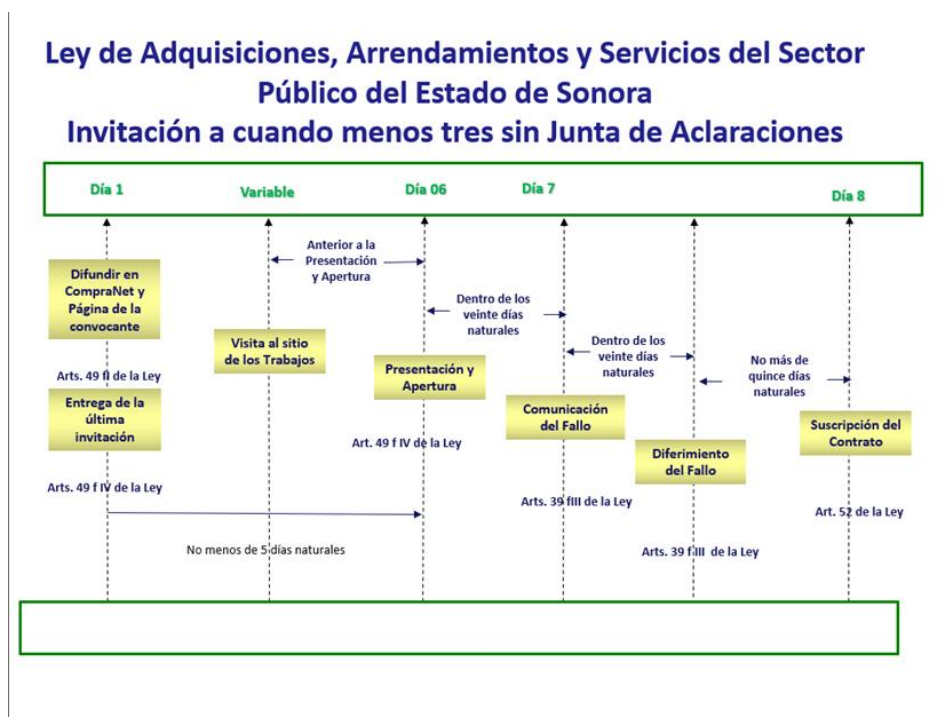 Ley de Adquisiciones, Arrendamientos y Servicios del Sector
Público del Estado de Sonora
Invitación a cuando menos tres sin Junta de Aclaraciones
Día 1
Variable
Día 06
Día 7
Día 8
Difundir en
CompraNet y
Página de la
convocante
Arts. 49 fII de la Ley
Entrega de la
última
invitación
Arts. 49 f IV de la Ley
No menos de 5 días naturales
Visita al sitio
de los Trabajos
Anterior a la
Presentación
y Apertura
Presentación y
Apertura
Art. 49 f IV de la Ley
Dentro de los
veinte días
naturales
Comunicación
del Fallo
Arts. 39 fIII de la Ley
Dentro de los
veinte días
naturales
Diferimiento
del Fallo
Arts. 39 f III de la Ley
No más de
quince días
naturales
Suscripción del
Contrato
Art. 52 de la Ley